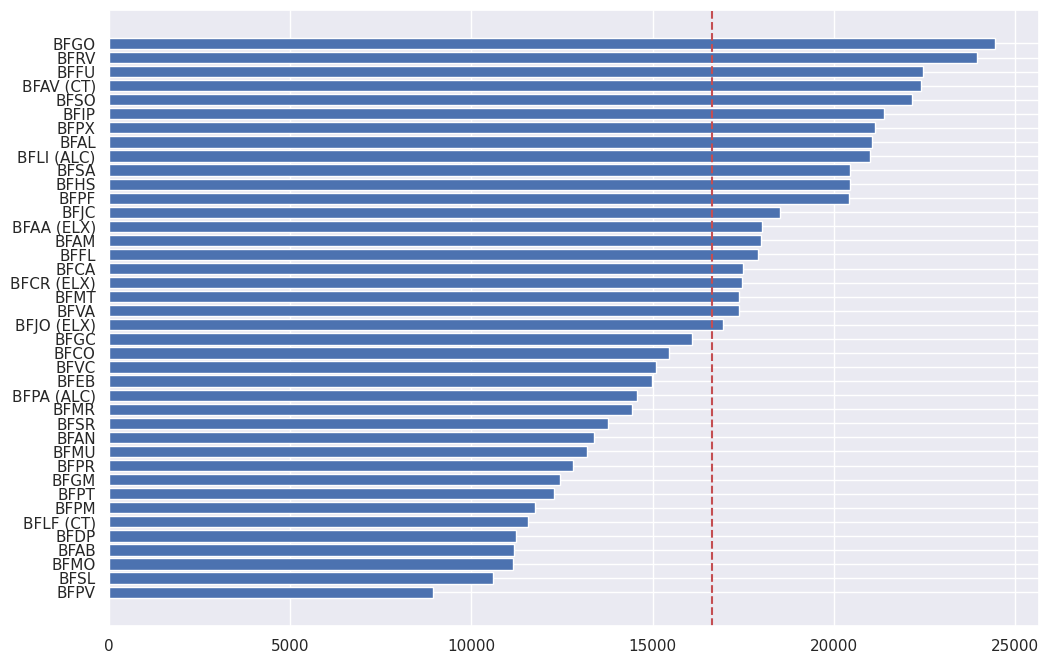 BFGO
BFRV
BFFU
BFAV (CT)
BFSO
BFIP
BFPX
BFAL
BFLI (ALC)
BFSA
BFHS
BFPF
BFJC
BFAA (ELX)
BFAM
BFFL
BFCA
BFCR (ELX)
BFMT
BFVA
BFJO (ELX)
BFGC
BFCO
BFVC
BFEB
BFPA (ALC)
BFMR
BFSR
BFAN
BFMU
BFPR
BFGM
BFPT
BFPM
BFLF (CT)
BFDP
BFAB
BFMO
BFSL
BFPV
0 5000 10000 15000 20000 25000